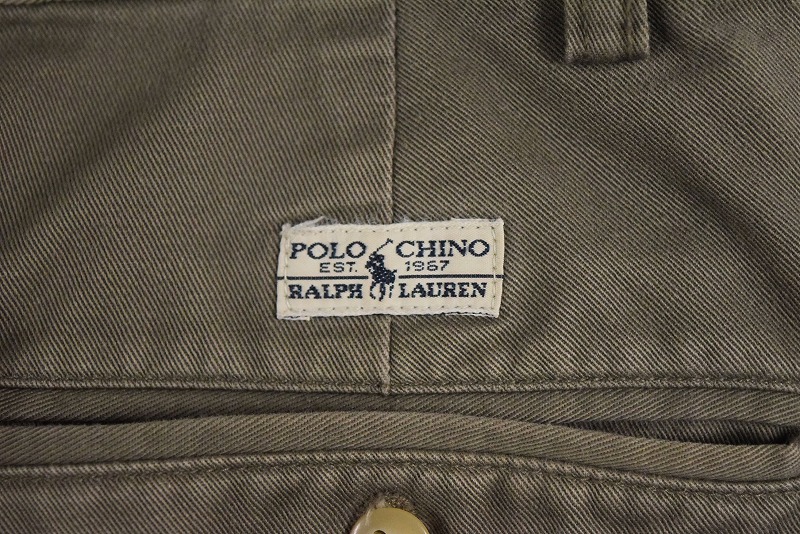 POLO CHINO
EST. 1967
RALPH LAUREN